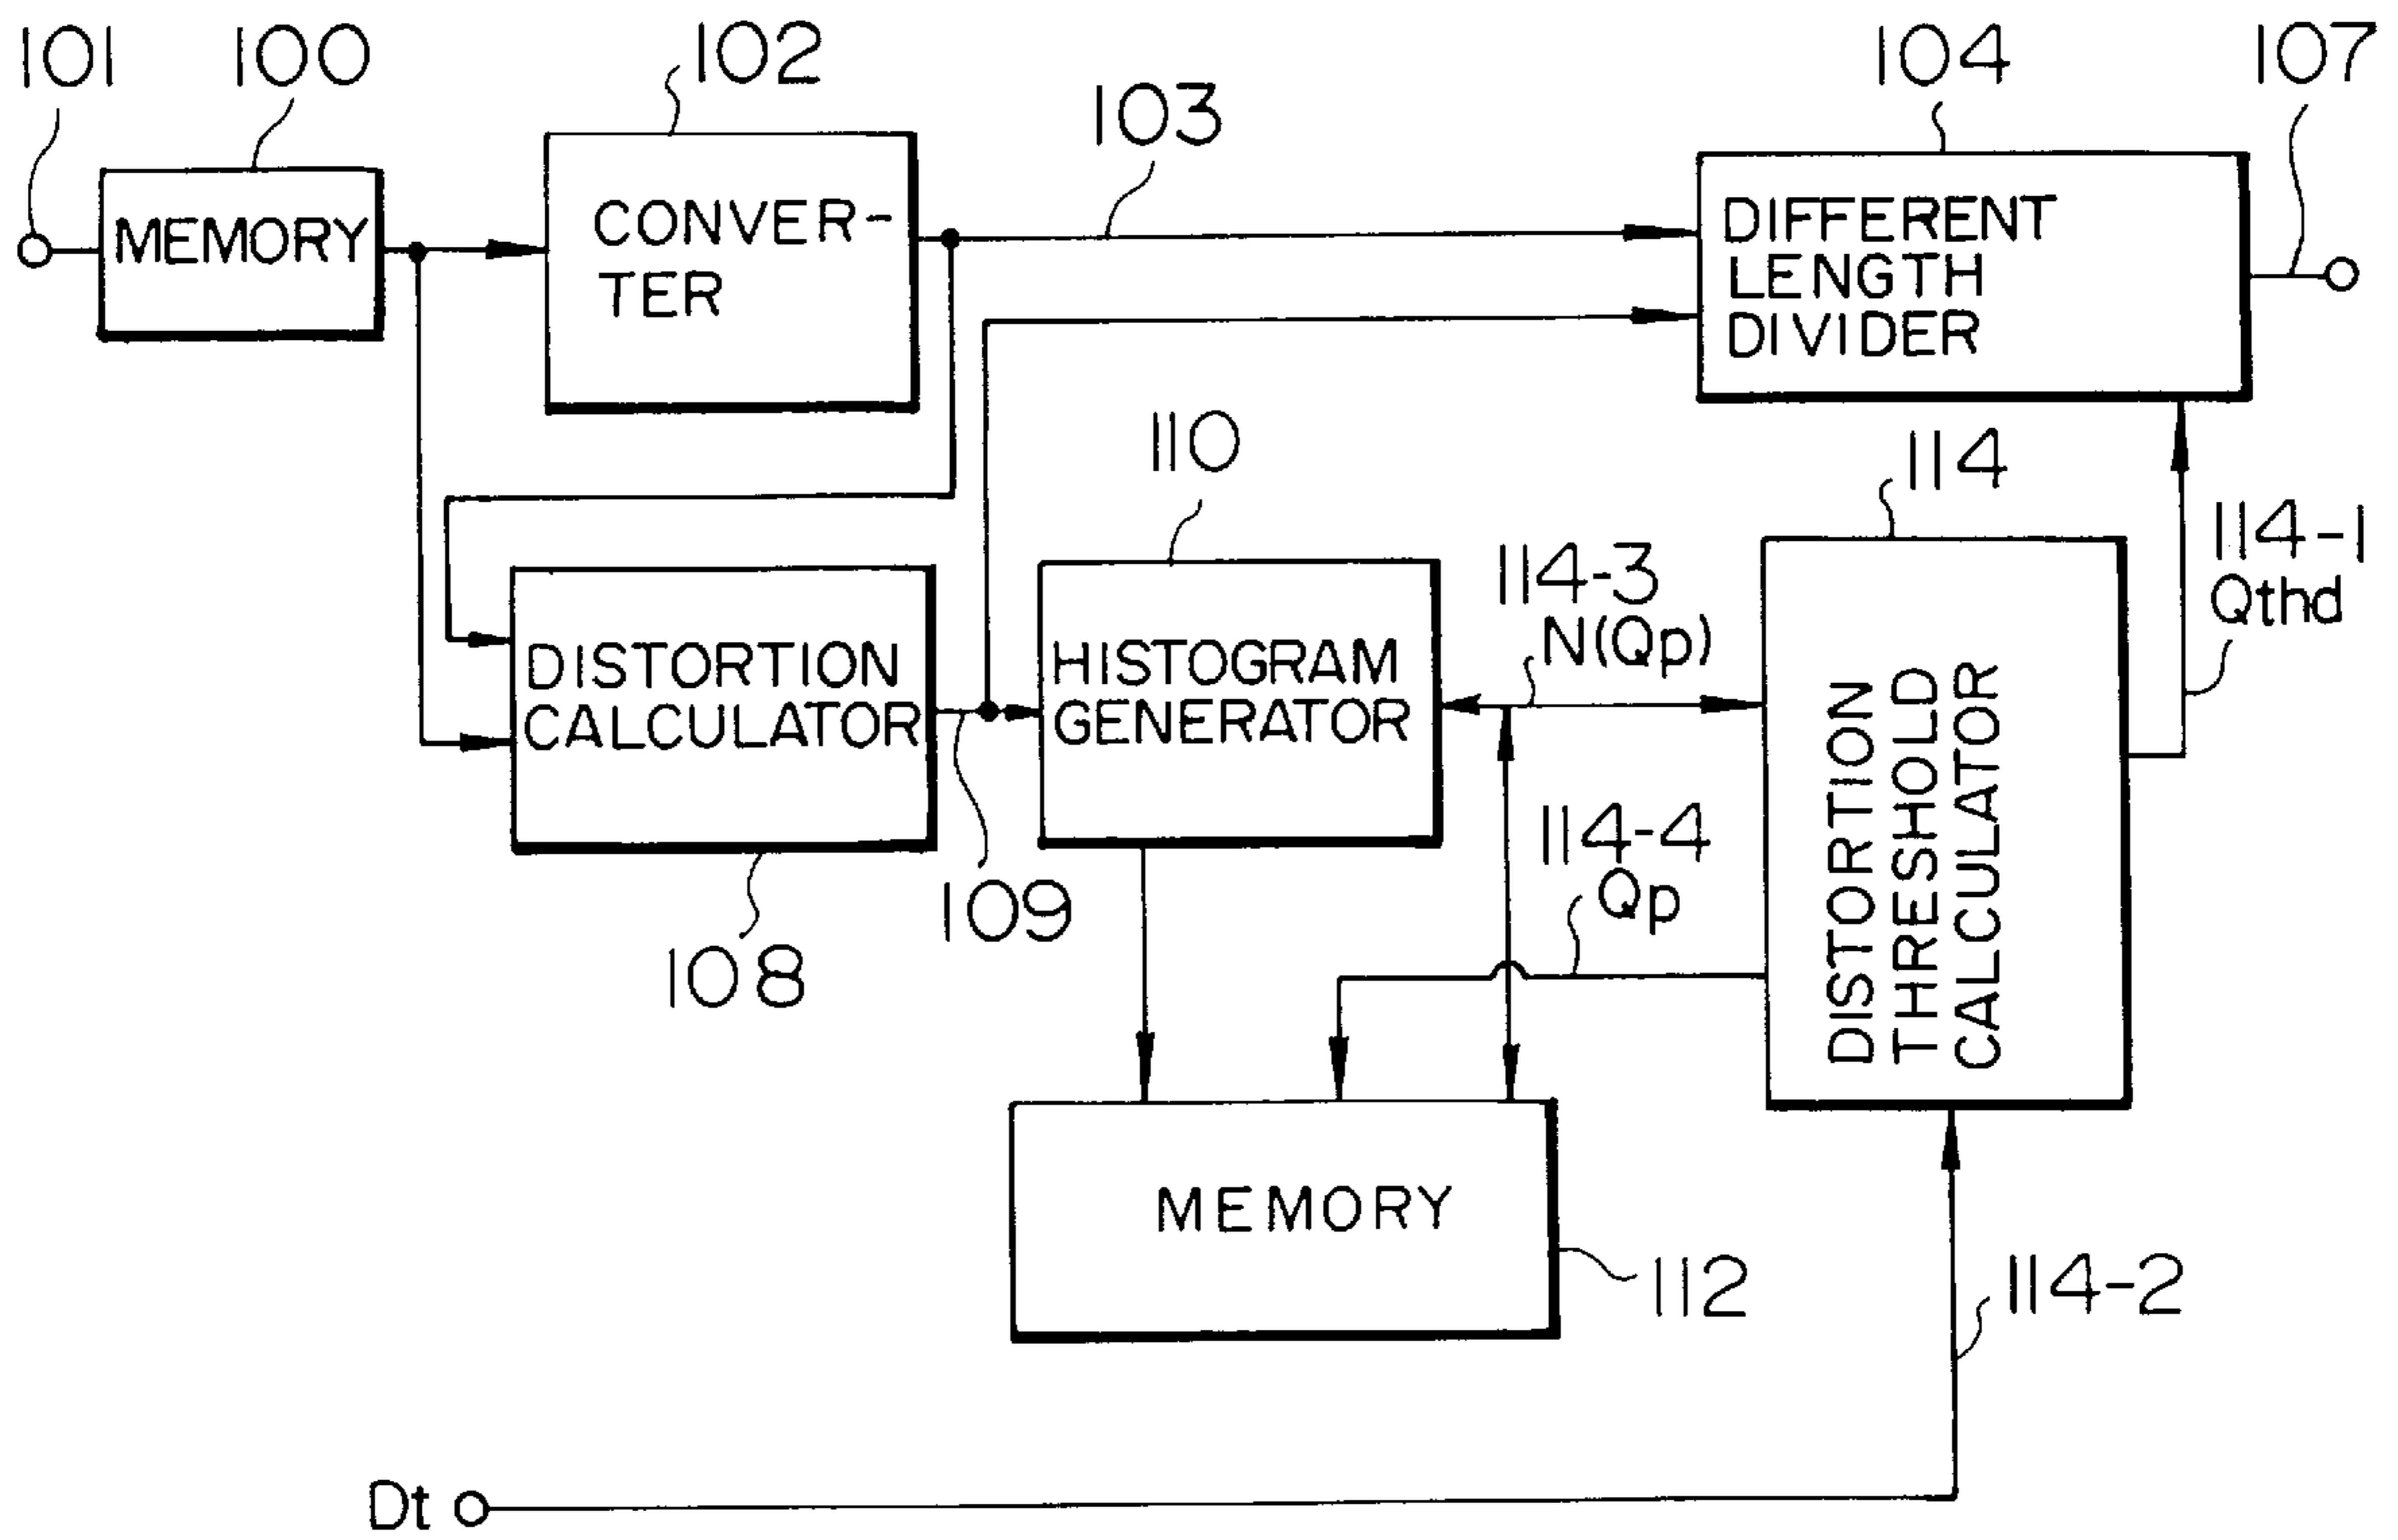 101
100
102
103
104
107
MEMORY
CONVER-
TER
DIFFERENT
LENGTH
DIVIDER
110
114
114-1
Qthd
114-3
N(Qp)
DISTORTION
CALCULATOR
HISTOGRAM
GENERATOR
DISTORTION
THRESHOLD
CALCULATOR
114-4
Qp
109
108
MEMORY
112
114-2
Dt